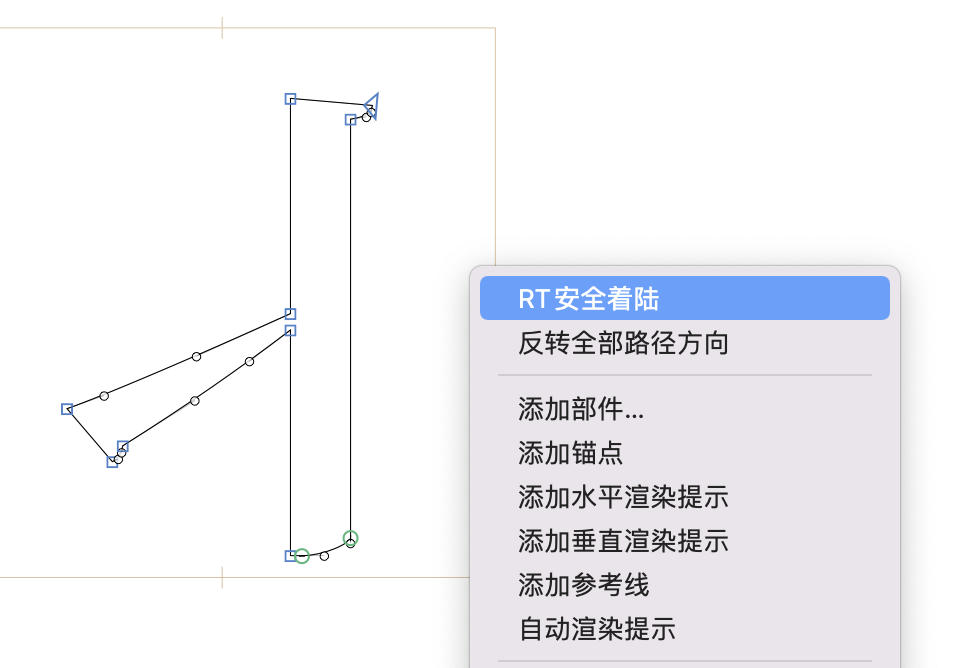 RT安全着陆
反转全部路径方向
添加部件...
添加锚点
添加水平渲染提示
添加垂直渲染提示
添加参考线
自动渲染提示